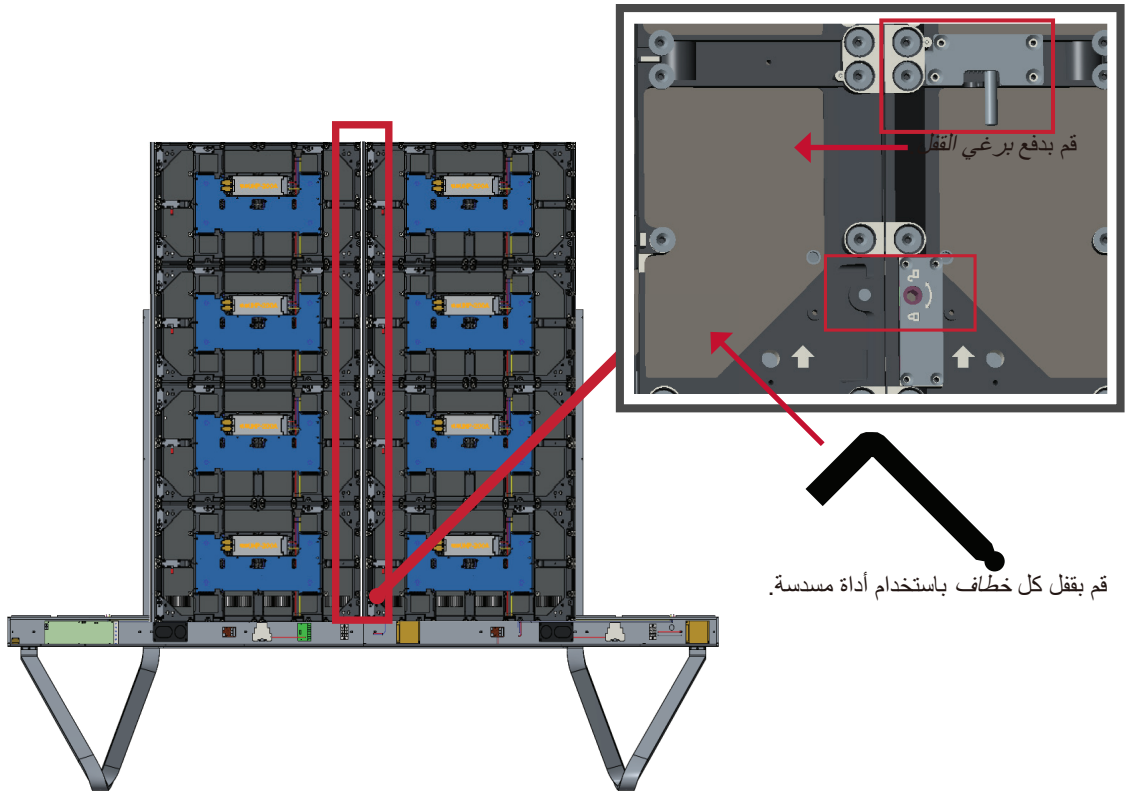 قم بدفع برغي القفل
قم بقفل كل خطاف باستخدام أداة مسدسة.